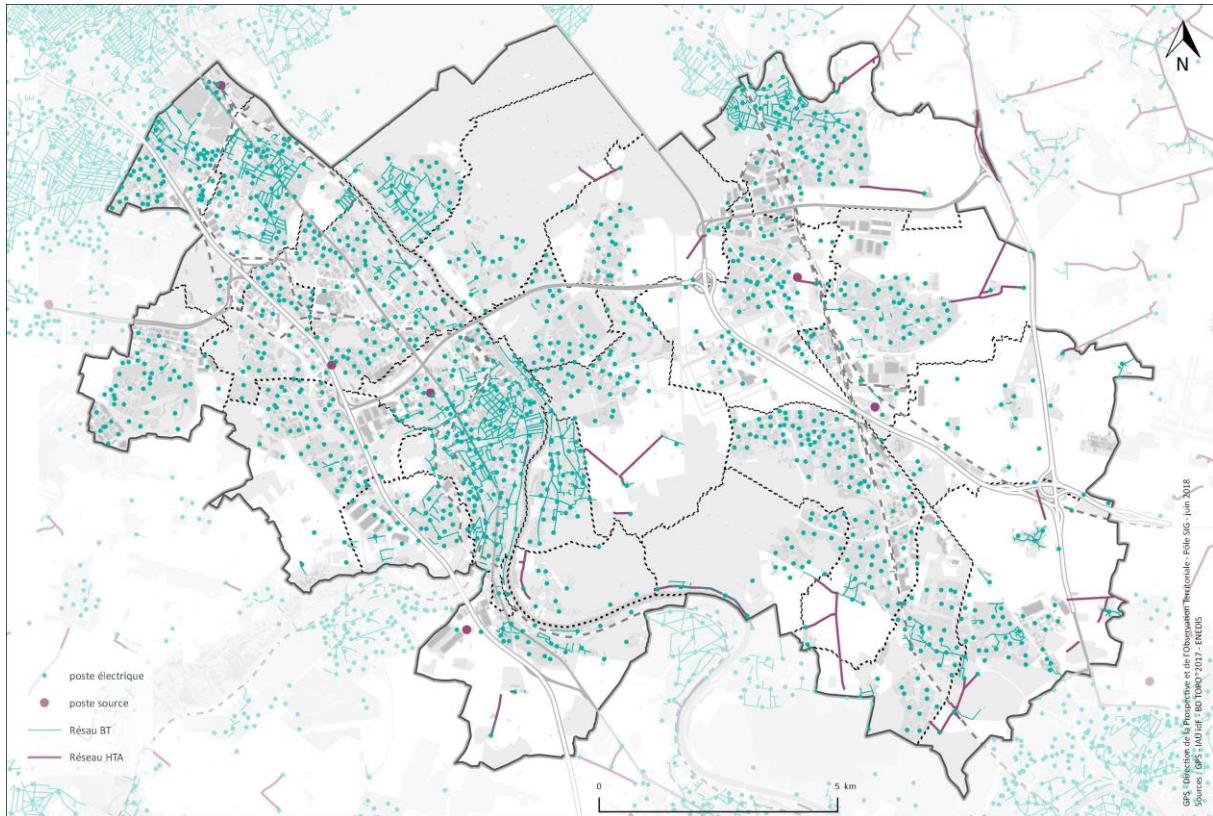 N
poste électrique
poste source
Résau BT
Réseau HTA
0 5 km
GPS - Direction de la Prospective et de l'Observation Territoriale - Pôle SIG - juin 2018
Sources : GPS - IAU idF - BD TOPO®2017 - ENEDIS